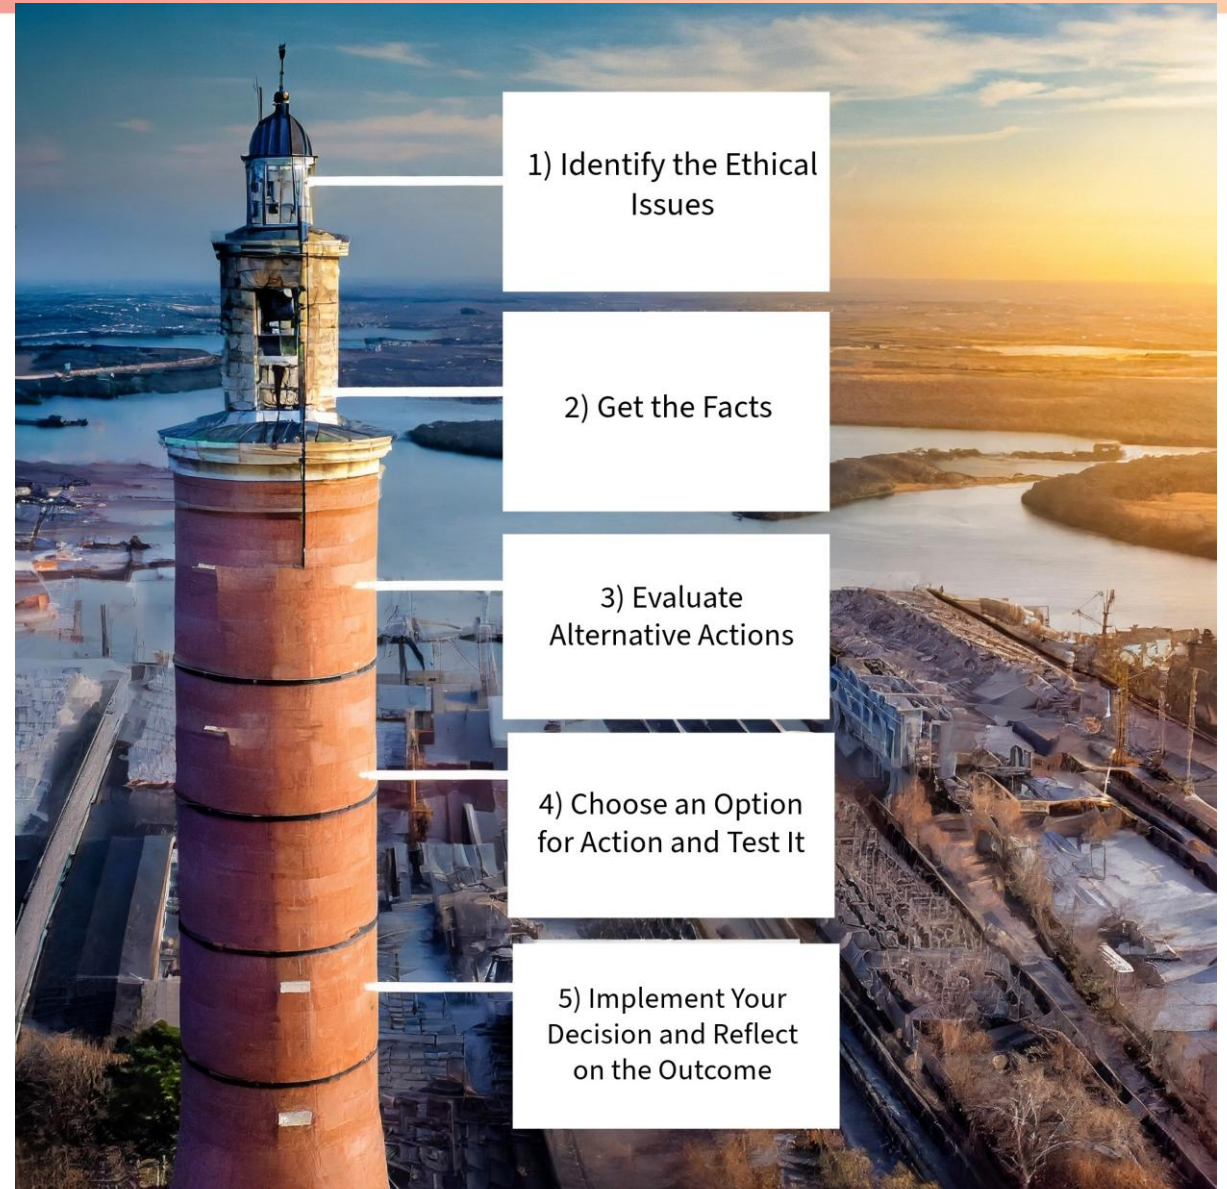 1) Identify the Ethical
Issues
2) Get the Facts
3) Evaluate
Alternative Actions
4) Choose an Option
for Action and Test It
5) Implement Your
Decision and Reflect
on the Outcome